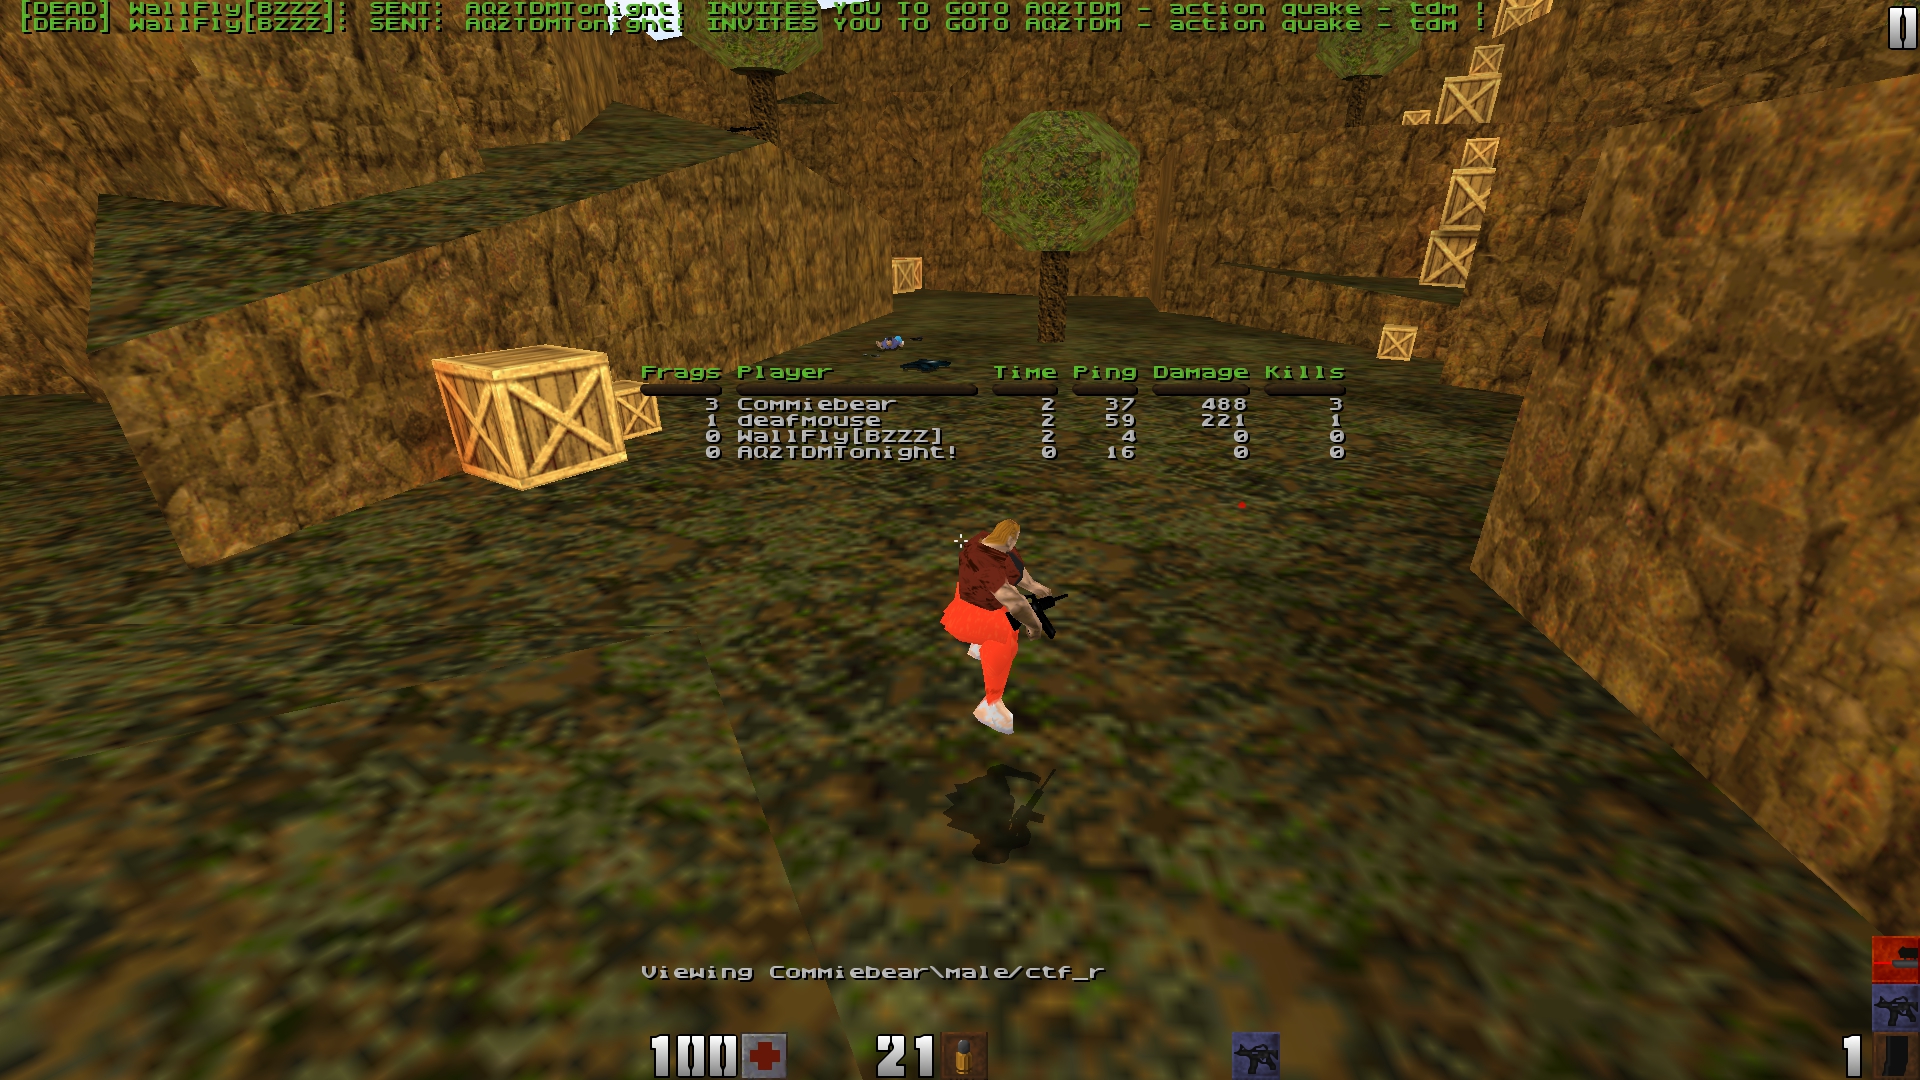 [DEAD] WallFly[BZZZ]: SENT: AQ2TDMTonight! INVITES YOU TO GOTO AQ2TDM - action quake - tdm !
[DEAD] WallFly[BZZZ]: SENT: AQ2TDMTonight! INVITES YOU TO GOTO AQ2TDM - action quake - tdm !
0
Frags Player Time Ping Damage Kills
3 Commiebear 2 37 488 3
1 deafmouse 2 59 221 1
0 WallFly[BZZZ] 2 4 0 0
0 AQ2TDMTonight! 0 16 0 0
Viewing Commiebear\male/ctf_r
100 21 1